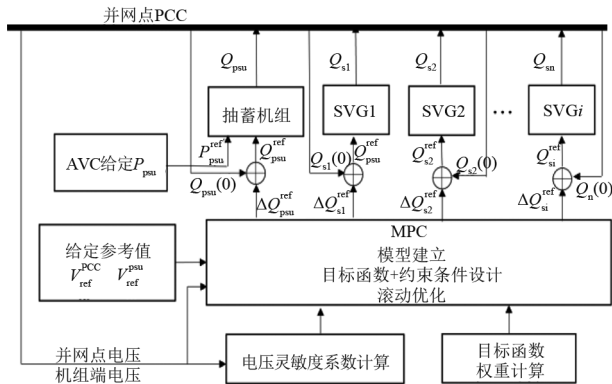 并网点PCC
Q_psu Q_s1 Q_s2 Q_sn
抽蓄机组 SVG1 SVG2 … SVGi
AVC给定P_psu
P_psu^ref Q_psu^ref Q_psu^ref Q_s2^ref Q_si^ref
Q_psu(0) Q_s1(0) Q_s2(0) Q_n(0)
ΔQ_psu^ref ΔQ_s1^ref ΔQ_s2^ref ΔQ_si^ref
给定参考值
V_ref^PCC V_ref^psu
...
MPC
模型建立
目标函数+约束条件设计
滚动优化
并网点电压
机组端电压
电压灵敏度系数计算
目标函数
权重计算